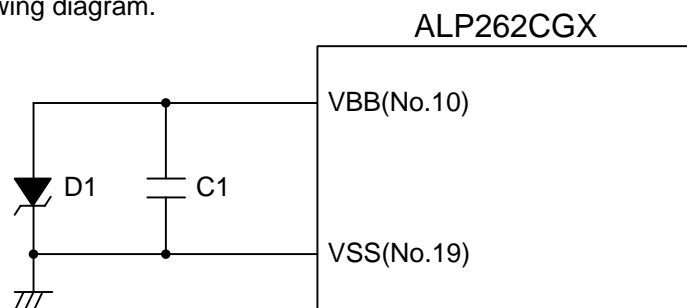 wing diagram.
ALP262CGX
VBB(No.10)
D1
C1
VSS(No.19)